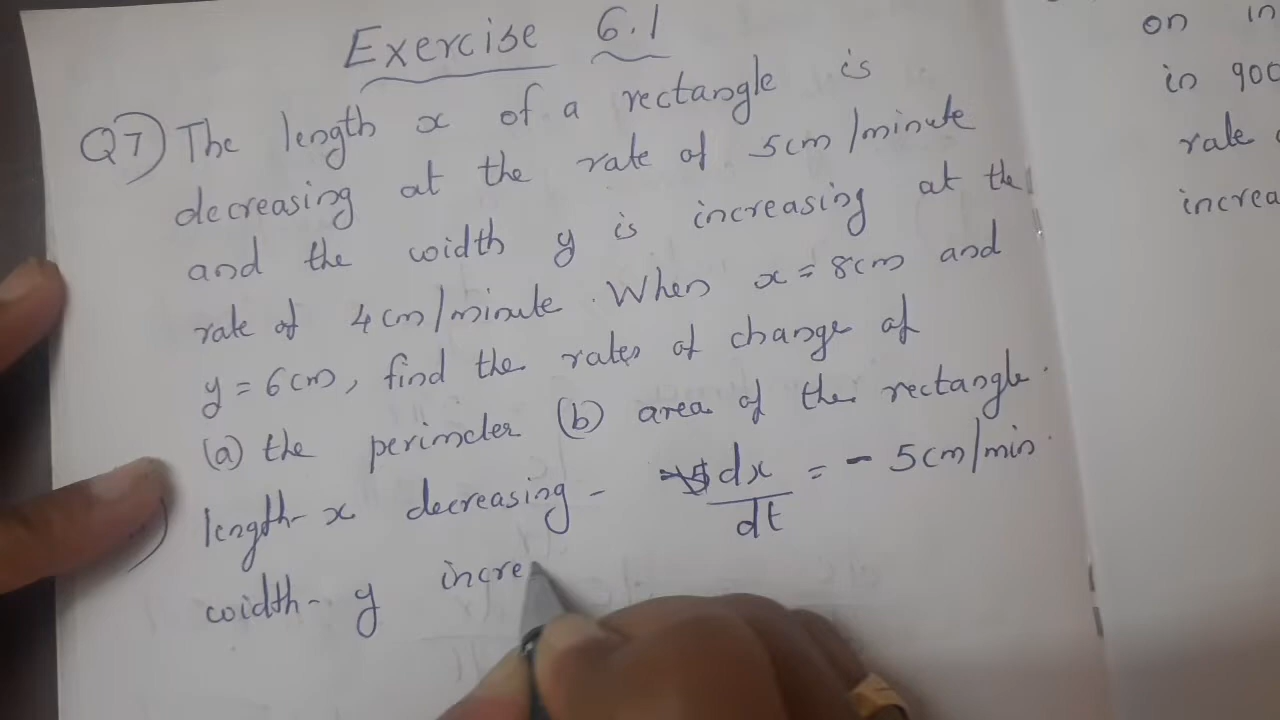 Exercise 6.1
Q7) The length x of a rectangle is
decreasing at the rate of 5cm/minute
and the width y is increasing at the
rate of 4cm/minute. When x = 8cm and
y = 6cm, find the rates of change of
(a) the perimeter (b) area of the rectangle.
length - x decreasing - dx/dt = - 5cm/min.
width - y incre
on in
in 900
rate
increa